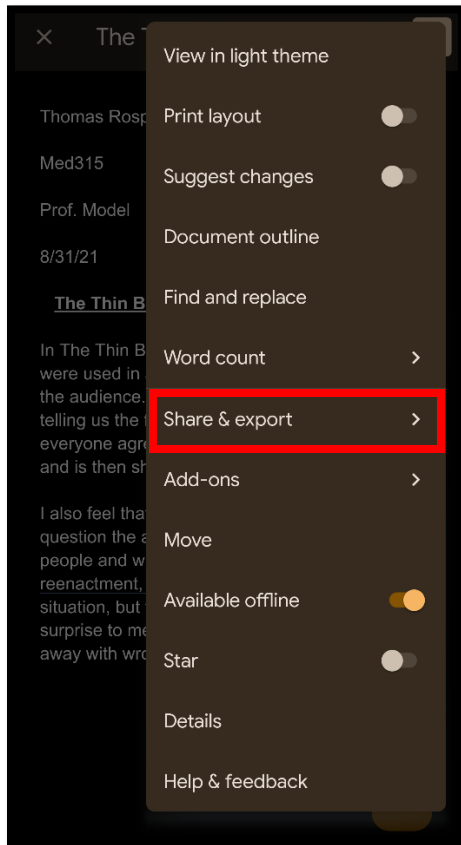 The
View in light theme
Thomas Rosp
Print layout
Med315
Suggest changes
Prof. Model
Document outline
8/31/21
Find and replace
The Thin B
In The Thin B
Word count
were used in
the audience.
telling us the
Share & export
everyone agre
and is then sh
Add-ons
I also feel tha
question the a
Move
people and w
reenactment,
Available offline
situation, but
surprise to me
Star
away with wro
Details
Help & feedback